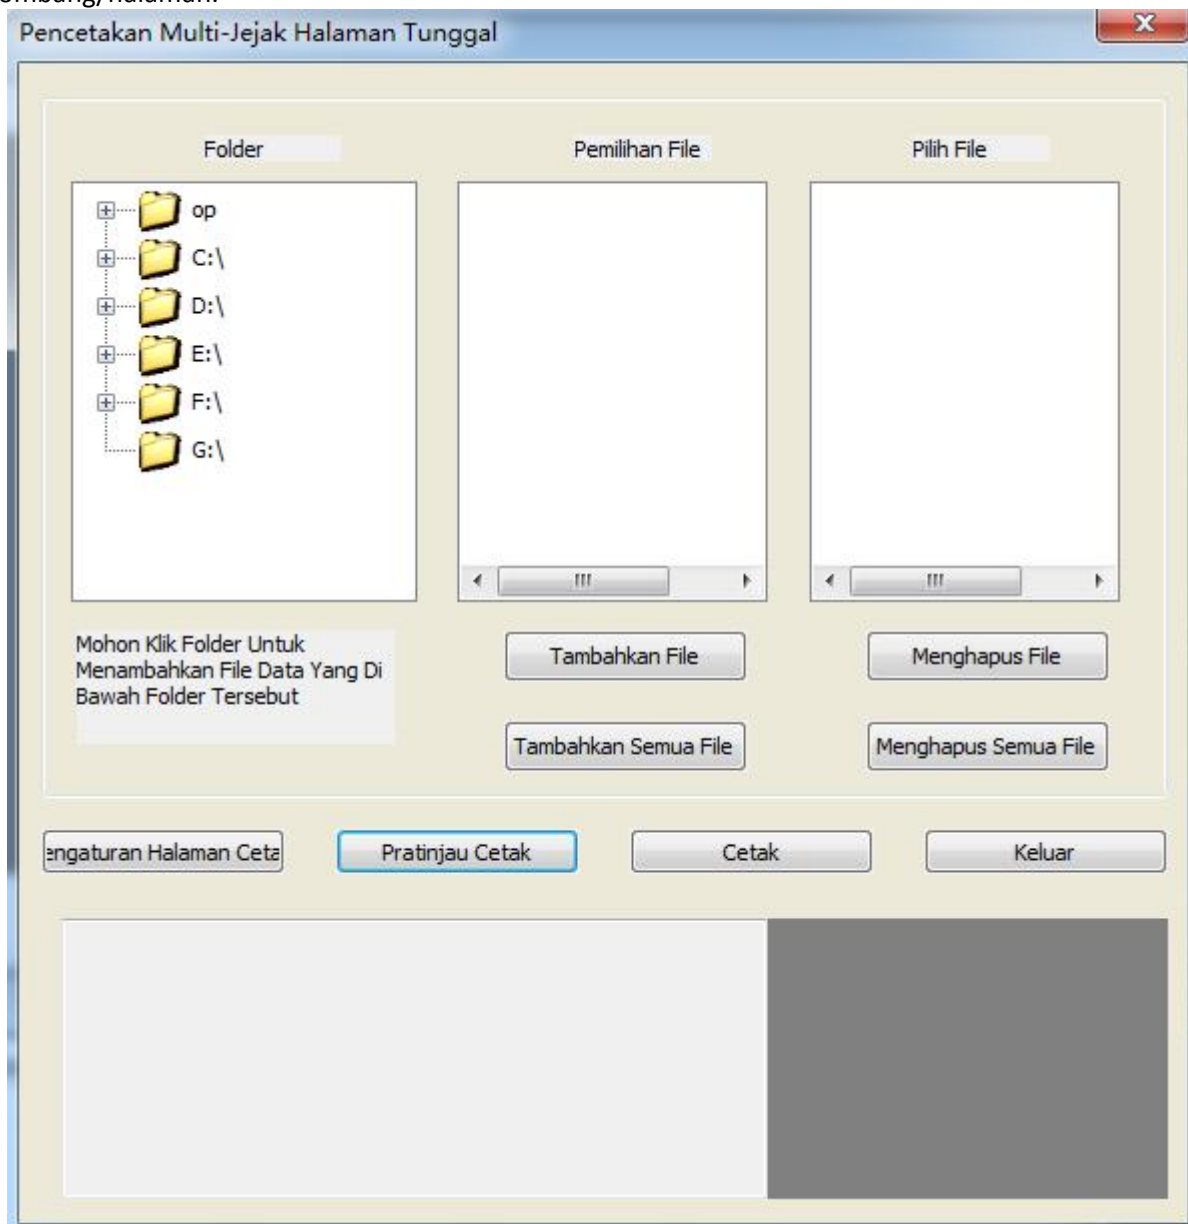 Pencetakan Multi-Jejak Halaman Tunggal
Folder
Pemilihan File
Pilih File
op
C:\
D:\
E:\
F:\
G:\
Mohon Klik Folder Untuk
Menambahkan File Data Yang Di
Bawah Folder Tersebut
Tambahkan File
Menghapus File
Tambahkan Semua File
Menghapus Semua File
engaturan Halaman Ceta
Pratinjau Cetak
Cetak
Keluar